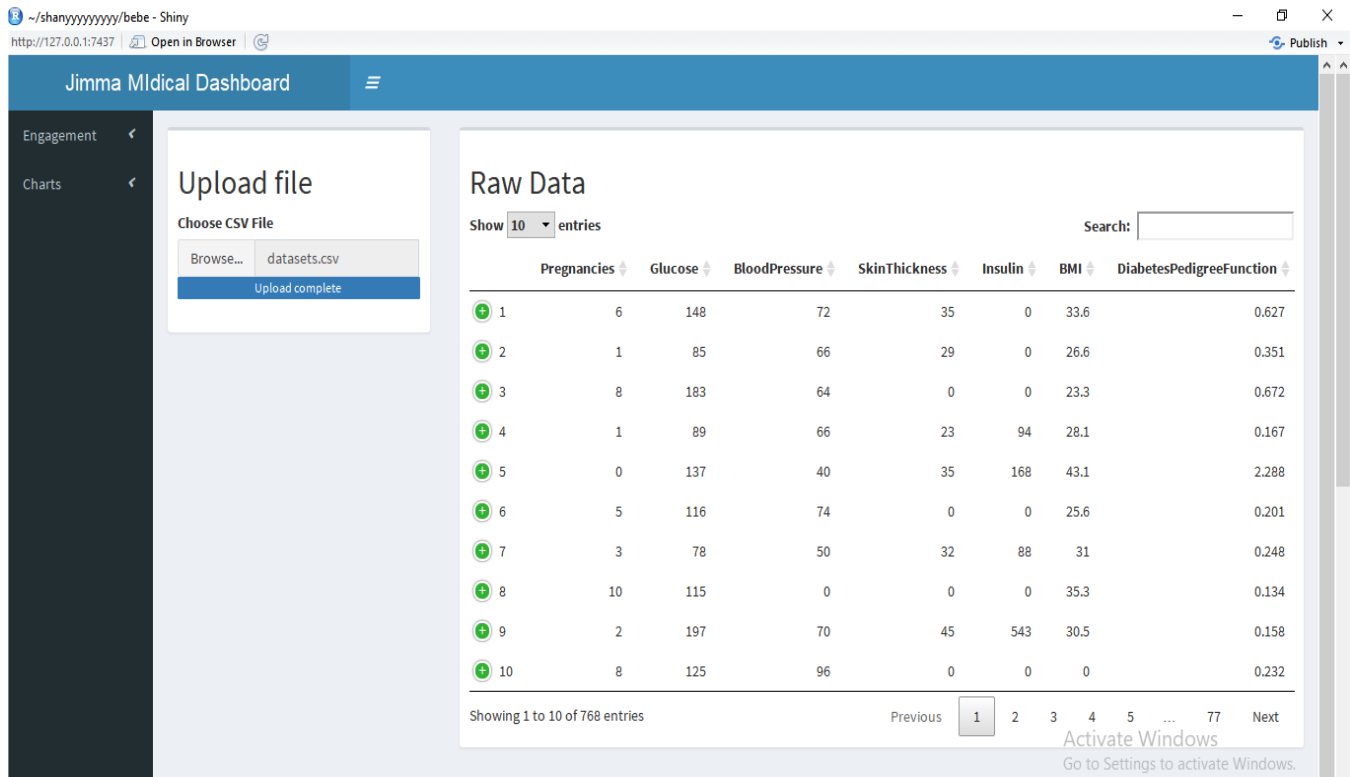 ~/shanyyyyyyyyy/bebe - Shiny
http://127.0.0.1:7437 Open in Browser Publish
Jimma MIdical Dashboard
Engagement
Charts
Upload file
Choose CSV File
Browse... datasets.csv
Upload complete
Raw Data
Show 10 entries Search:
Pregnancies Glucose BloodPressure SkinThickness Insulin BMI DiabetesPedigreeFunction
1 6 148 72 35 0 33.6 0.627
2 1 85 66 29 0 26.6 0.351
3 8 183 64 0 0 23.3 0.672
4 1 89 66 23 94 28.1 0.167
5 0 137 40 35 168 43.1 2.288
6 5 116 74 0 0 25.6 0.201
7 3 78 50 32 88 31 0.248
8 10 115 0 0 0 35.3 0.134
9 2 197 70 45 543 30.5 0.158
10 8 125 96 0 0 0 0.232
Showing 1 to 10 of 768 entries Previous 1 2 3 4 5 ... 77 Next
Activate Windows
Go to Settings to activate Windows.